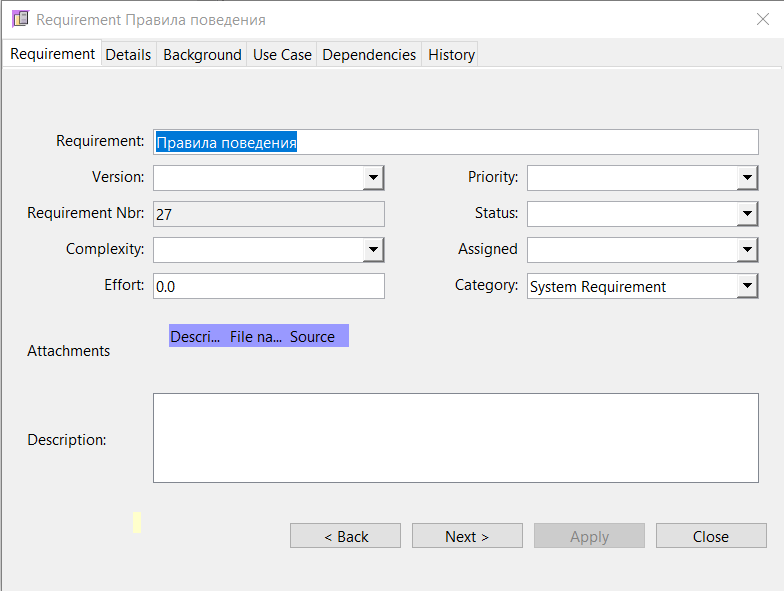 Requirement Правила поведения
Requirement Details Background Use Case Dependencies History
Requirement: Правила поведения
Version: Priority:
Requirement Nbr: 27 Status:
Complexity: Assigned
Effort: 0.0 Category: System Requirement
Descri... File na... Source
Attachments
Description:
< Back Next > Apply Close